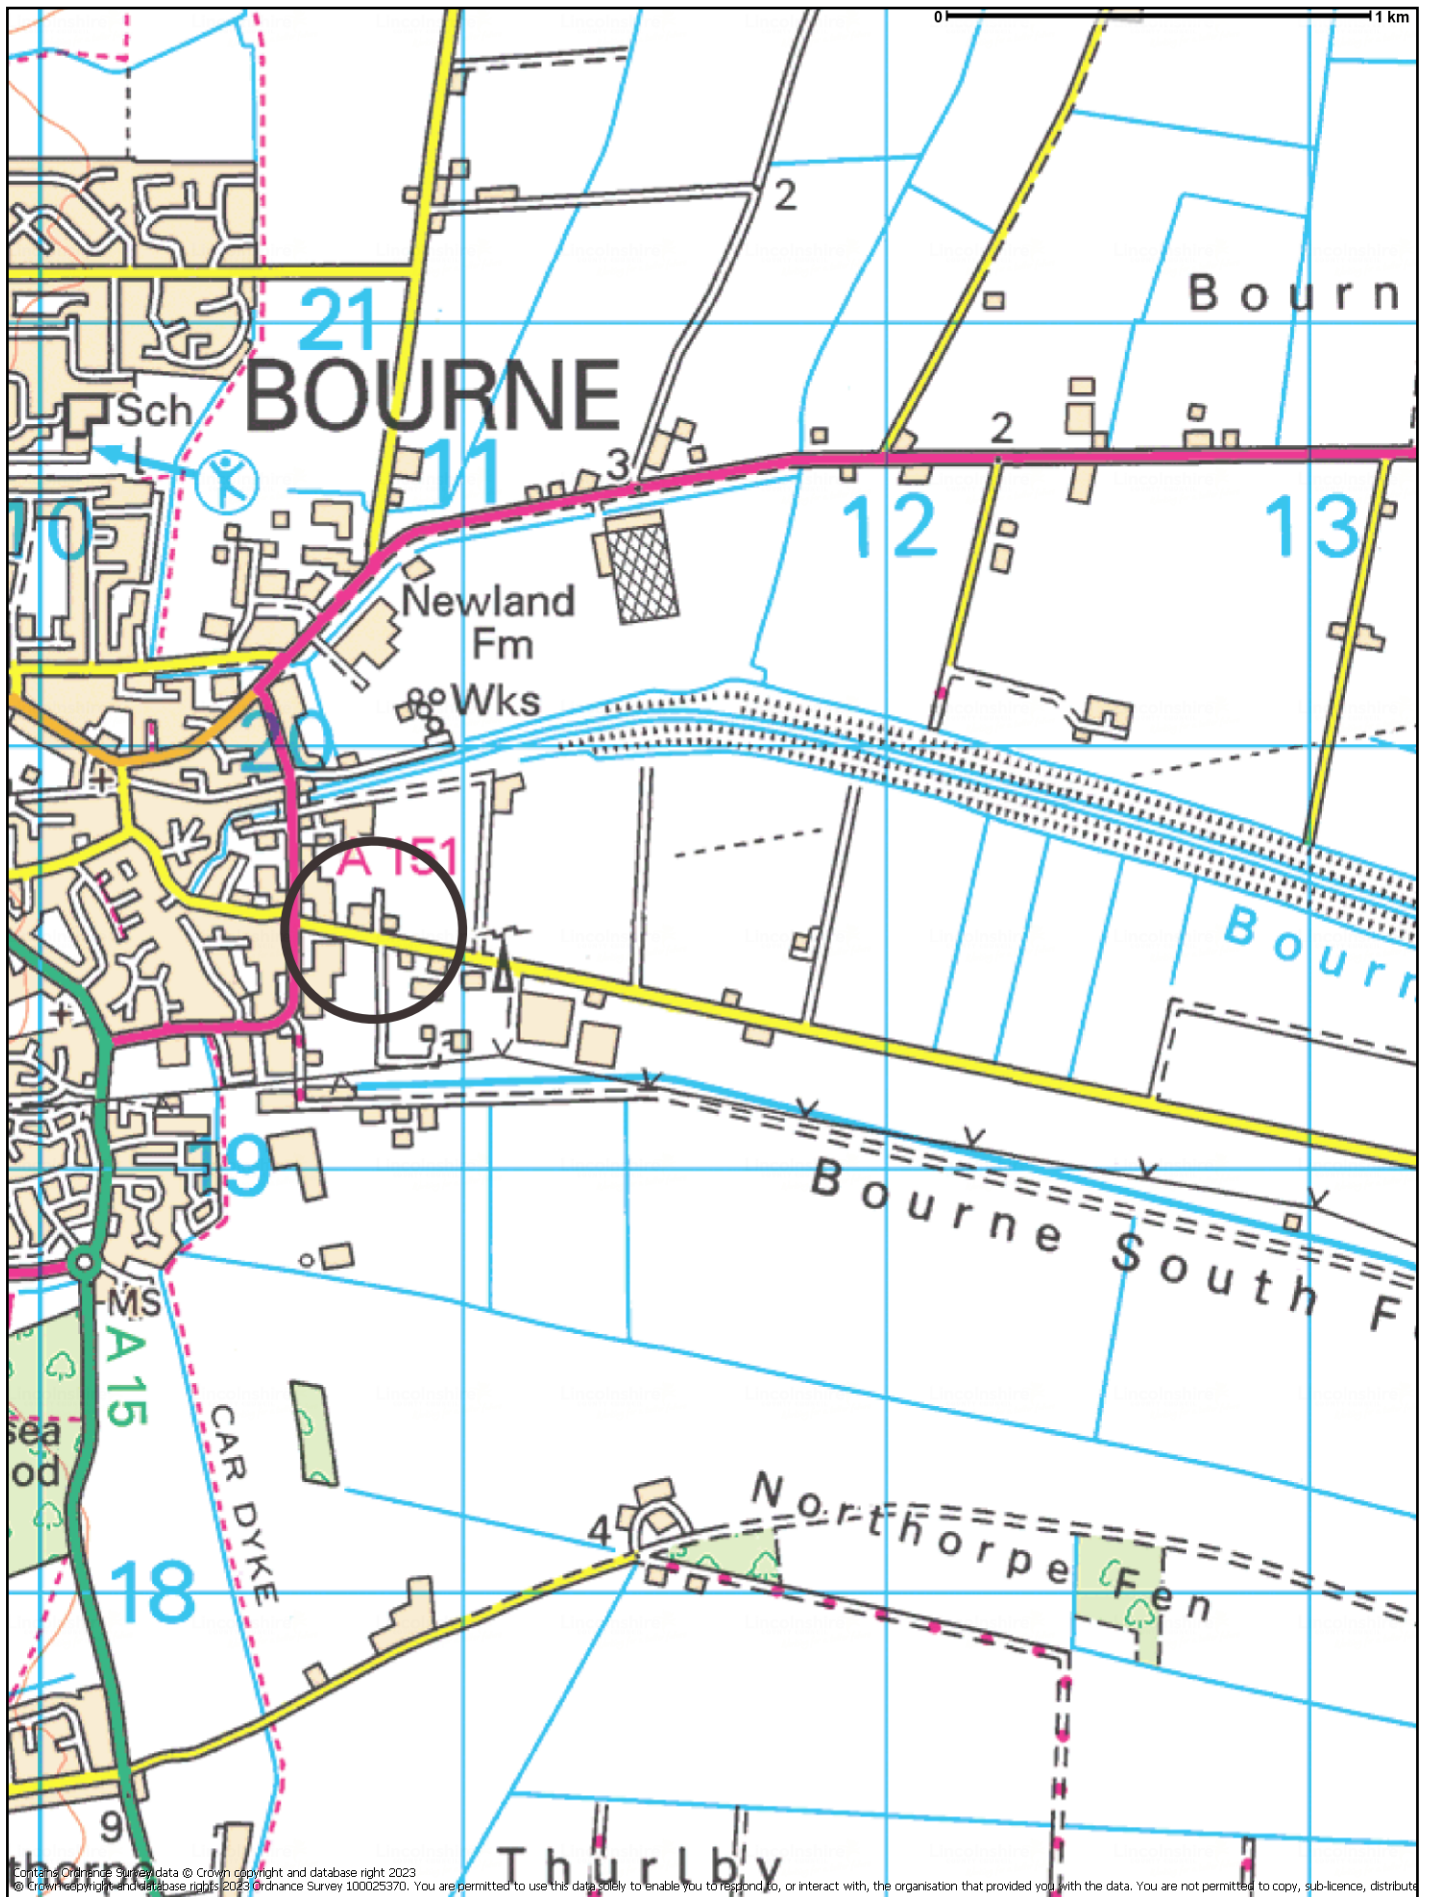 0 1 km
2
21
Bourn
BOURNE
Sch
2
11
3
10
12
13
Newland
Fm
Wks
20
A 151
Bourn
19
Bourne South F
MS
A 15
sea
od
CAR DYKE
Northorpe Fen
4
18
9
thorpe
Thurlby
Contains Ordnance Survey data © Crown copyright and database right 2023
© Crown copyright and database rights 2023 Ordnance Survey 100025370. You are permitted to use this data solely to enable you to respond to, or interact with, the organisation that provided you with the data. You are not permitted to copy, sub-licence, distribute